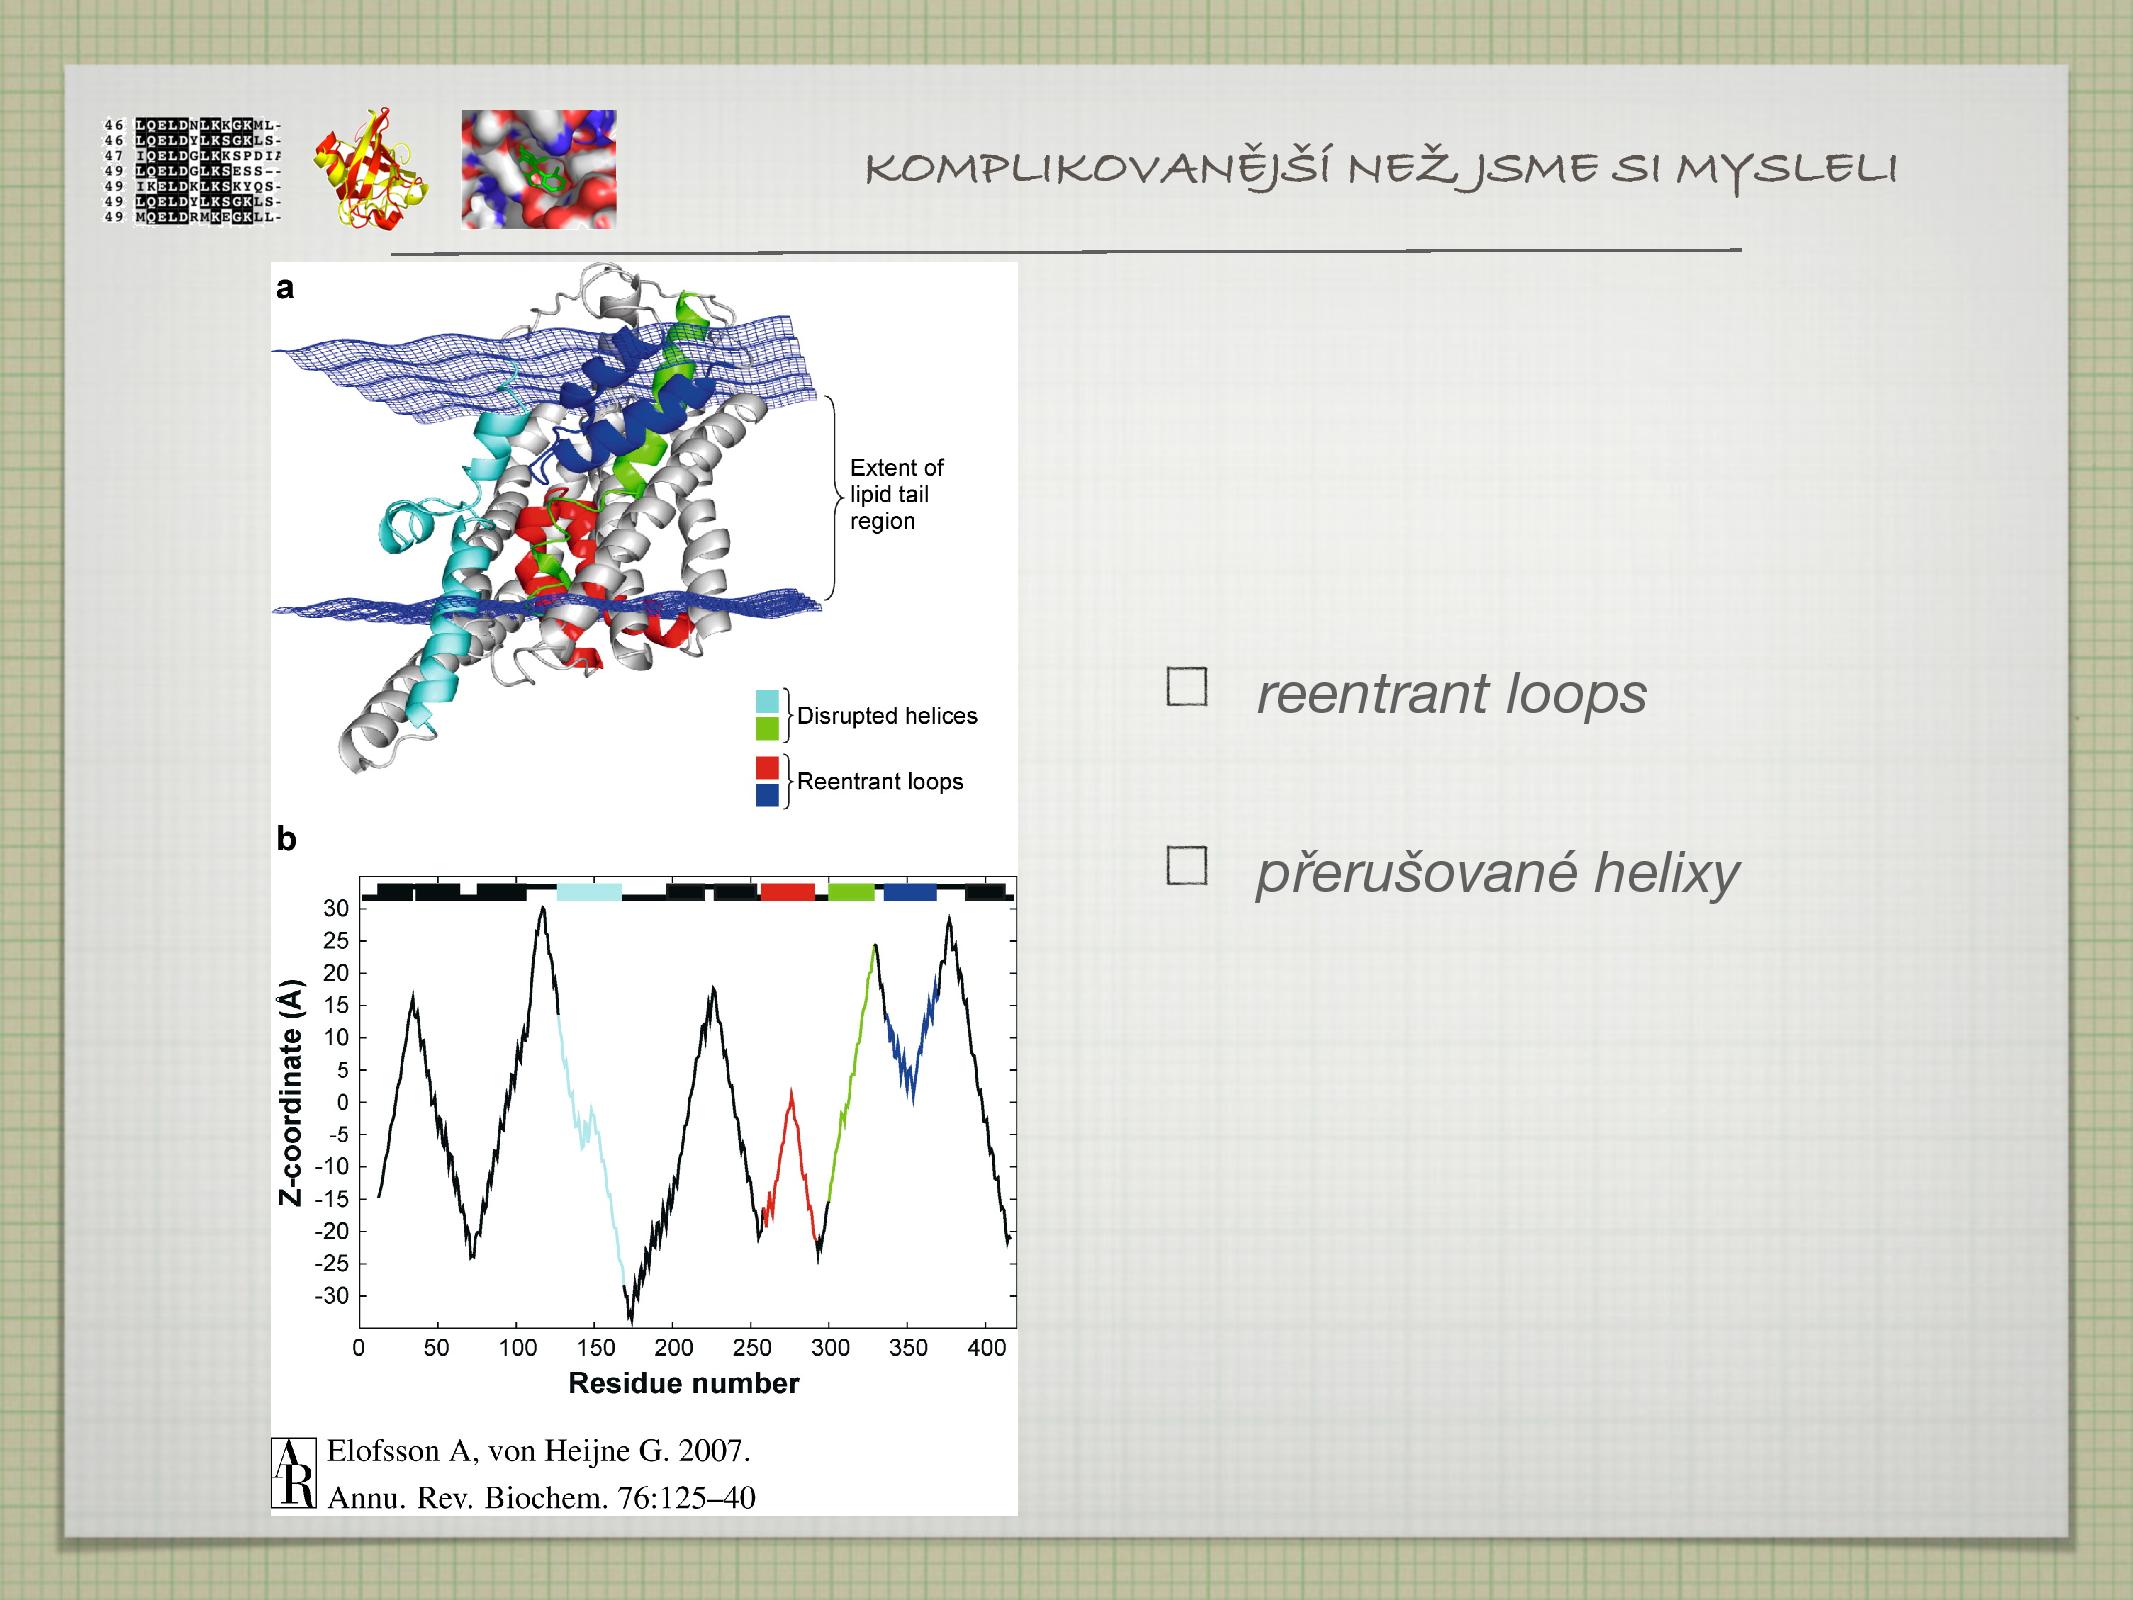 46 LQELDNLKKGKML-
46 LQELDYLKSGKLS-
47 IQELDGLKKSPDIA
49 LQELDGLKSESS--
49 IKELDKLKSKYQS-
49 LQELDYLKSGKLS-
49 MQELDRMKEGKLL-
KOMPLIKOVANĚJŠÍ NEŽ JSME SI MYSLELI
a
Extent of
lipid tail
region
Disrupted helices
Reentrant loops
b
30
25
20
15
10
5
0
-5
-10
-15
-20
-25
-30
Z-coordinate (Å)
0 50 100 150 200 250 300 350 400
Residue number
AR
Elofsson A, von Heijne G. 2007.
Annu. Rev. Biochem. 76:125–40
reentrant loops
přerušované helixy